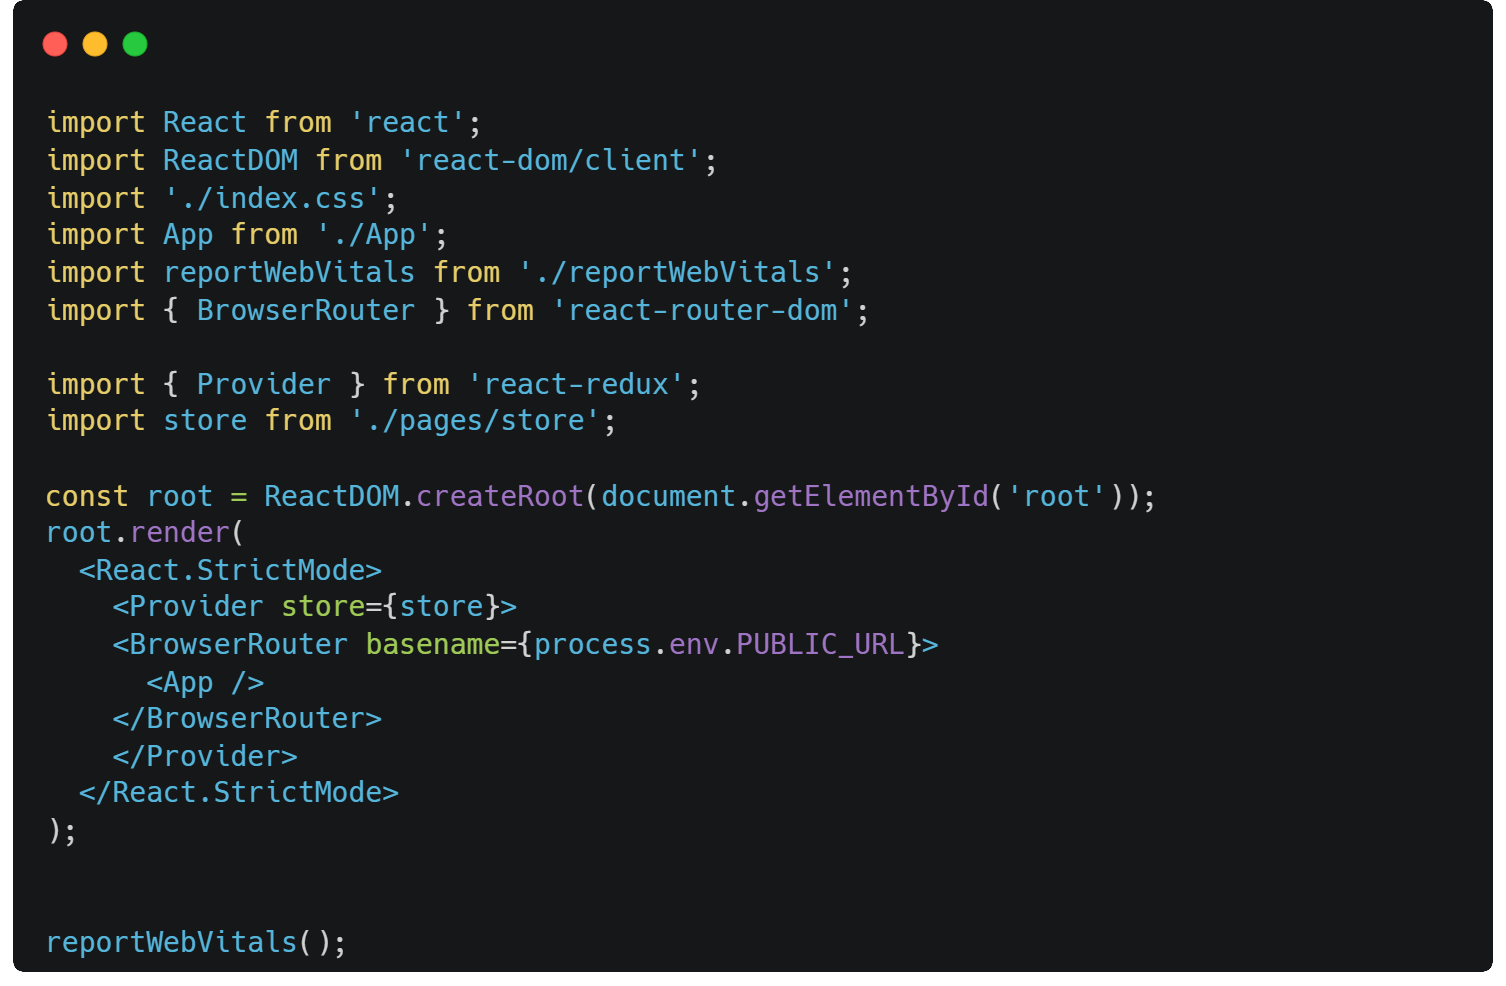 import React from 'react';
import ReactDOM from 'react-dom/client';
import './index.css';
import App from './App';
import reportWebVitals from './reportWebVitals';
import { BrowserRouter } from 'react-router-dom';

import { Provider } from 'react-redux';
import store from './pages/store';

const root = ReactDOM.createRoot(document.getElementById('root'));
root.render(
  <React.StrictMode>
    <Provider store={store}>
    <BrowserRouter basename={process.env.PUBLIC_URL}>
      <App />
    </BrowserRouter>
    </Provider>
  </React.StrictMode>
);


reportWebVitals();